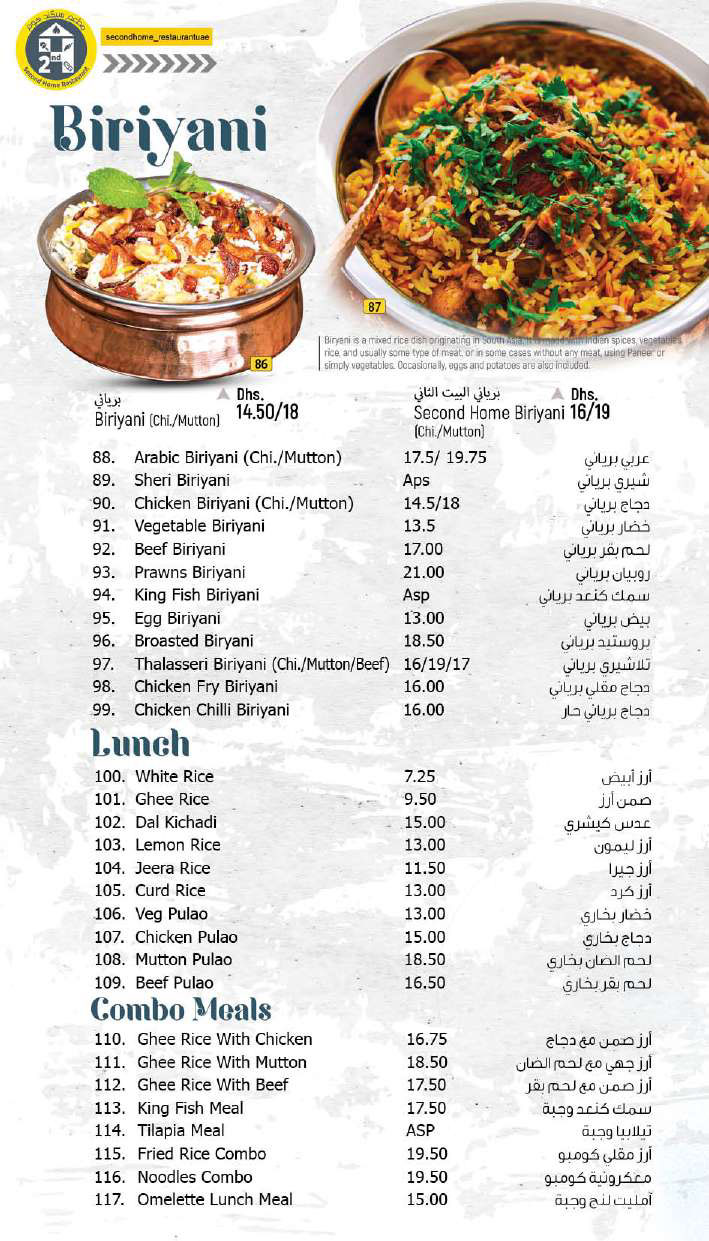 مطعم سكند هوم
2nd
Second Home Restaurant
secondhome_restaurantuae
Biriyani
87
86
Biryani is a mixed rice dish originating in South Asia. It is made with Indian spices, vegetables,
rice, and usually some type of meat, or in some cases without any meat, using Paneer or
simply vegetables. Occasionally, eggs and potatoes are also included.
برياني Dhs.
Biriyani (Chi./Mutton) 14.50/18
برياني البيت الثاني Dhs.
Second Home Biriyani 16/19
(Chi./Mutton)
88. Arabic Biriyani (Chi./Mutton) 17.5/ 19.75 عربي برياني
89. Sheri Biriyani Aps شيري برياني
90. Chicken Biriyani (Chi./Mutton) 14.5/18 دجاج برياني
91. Vegetable Biriyani 13.5 خضار برياني
92. Beef Biriyani 17.00 لحم بقر برياني
93. Prawns Biriyani 21.00 روبيان برياني
94. King Fish Biriyani Asp سمك كنعد برياني
95. Egg Biriyani 13.00 بيض برياني
96. Broasted Biryani 18.50 بروستيد برياني
97. Thalasseri Biriyani (Chi./Mutton/Beef) 16/19/17 تلاشيري برياني
98. Chicken Fry Biriyani 16.00 دجاج مقلي برياني
99. Chicken Chilli Biriyani 16.00 دجاج برياني حار
Lunch
100. White Rice 7.25 أرز أبيض
101. Ghee Rice 9.50 صمن أرز
102. Dal Kichadi 15.00 عدس كيشري
103. Lemon Rice 13.00 أرز ليمون
104. Jeera Rice 11.50 أرز جيرا
105. Curd Rice 13.00 أرز كرد
106. Veg Pulao 13.00 خضار بخاري
107. Chicken Pulao 15.00 دجاج بخاري
108. Mutton Pulao 18.50 لحم الضان بخاري
109. Beef Pulao 16.50 لحم بقر بخاري
Combo Meals
110. Ghee Rice With Chicken 16.75 أرز صمن مع دجاج
111. Ghee Rice With Mutton 18.50 أرز جهي مع لحم الضان
112. Ghee Rice With Beef 17.50 أرز صمن مع لحم بقر
113. King Fish Meal 17.50 سمك كنعد وجبة
114. Tilapia Meal ASP تيلابيا وجبة
115. Fried Rice Combo 19.50 أرز مقلي كومبو
116. Noodles Combo 19.50 معكرونية كومبو
117. Omelette Lunch Meal 15.00 أمليت لنح وجبة